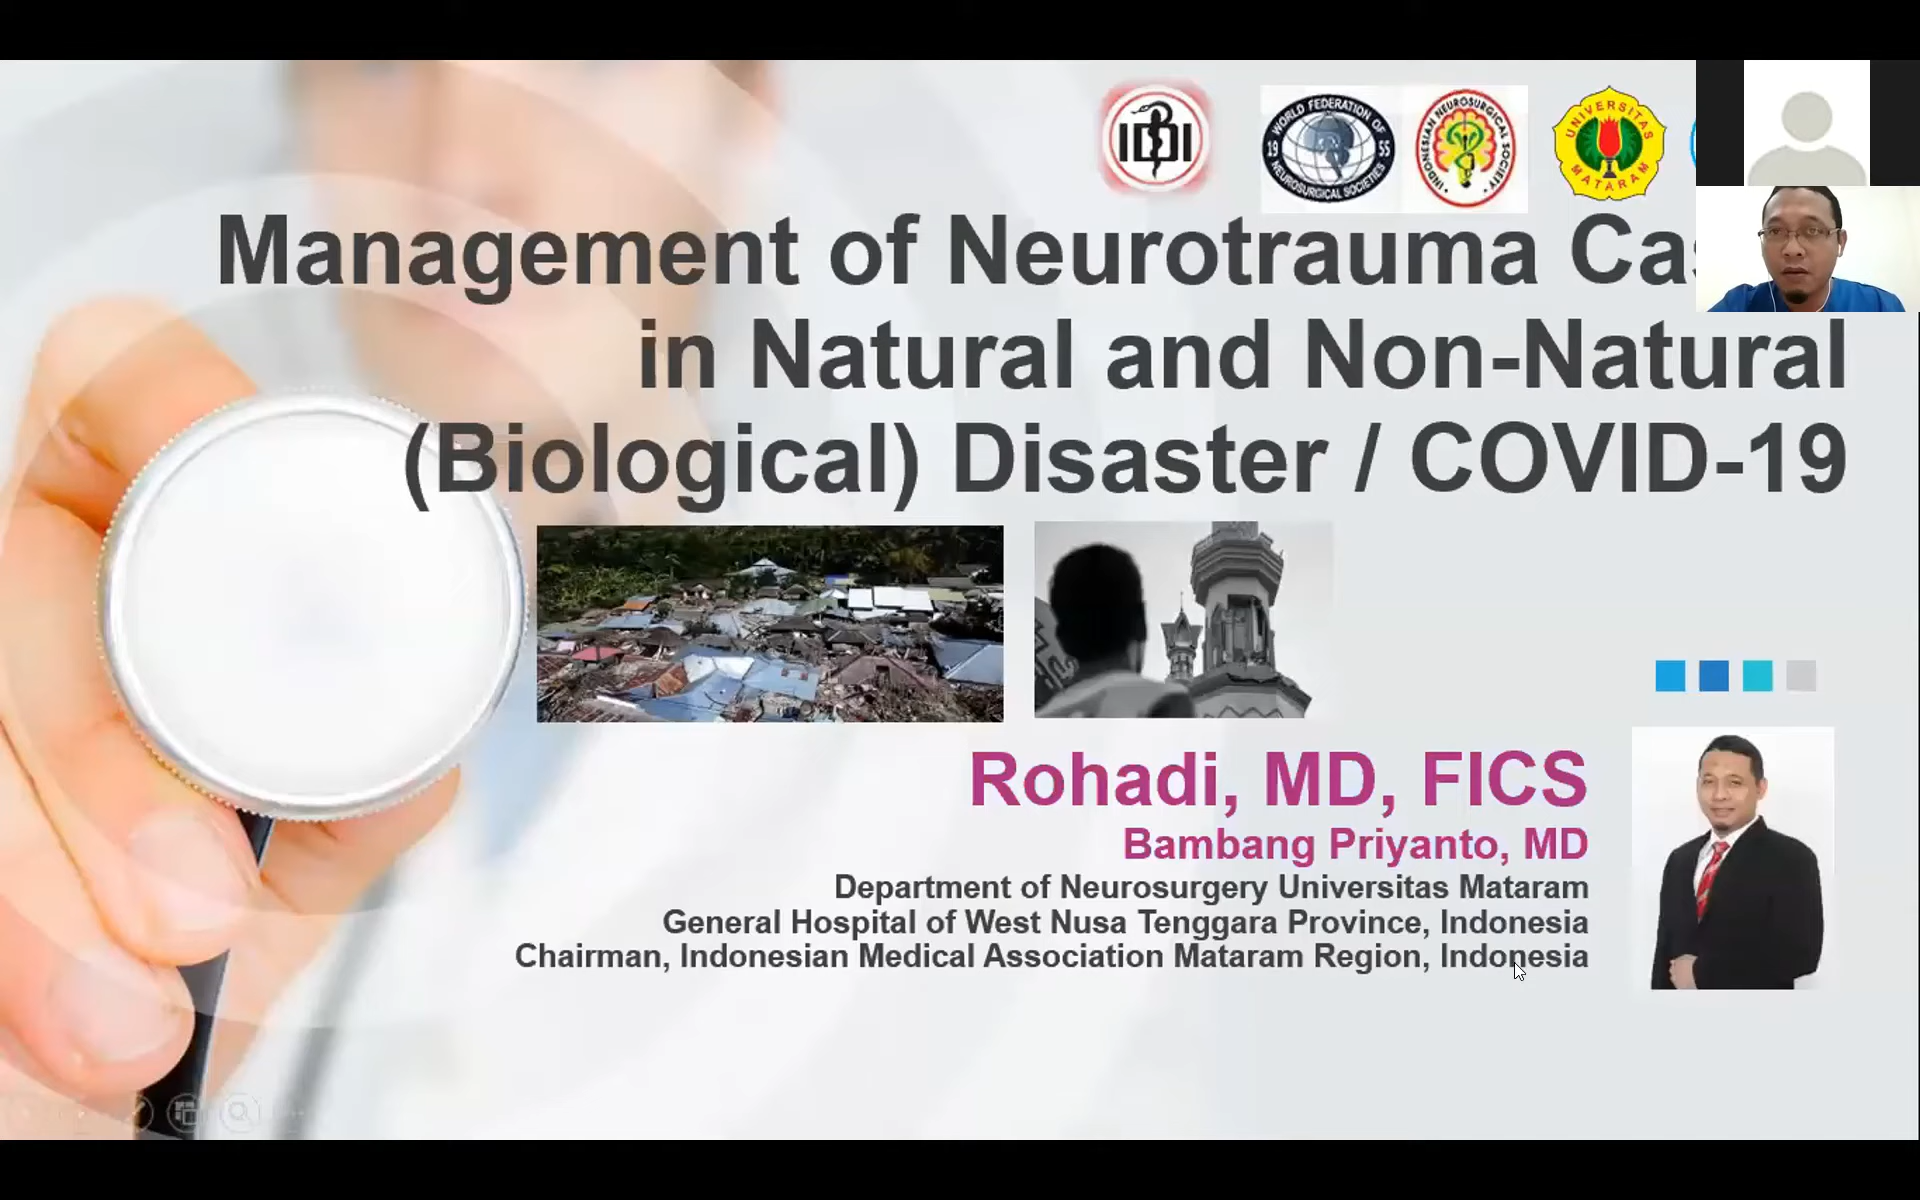 IDI
WORLD FEDERATION OF
19 55
NEUROSURGICAL SOCIETIES
INDONESIAN NEUROSURGICAL SOCIETY
UNIVERSITAS
MATARAM
Management of Neurotrauma Cas
in Natural and Non-Natural
(Biological) Disaster / COVID-19
Rohadi, MD, FICS
Bambang Priyanto, MD
Department of Neurosurgery Universitas Mataram
General Hospital of West Nusa Tenggara Province, Indonesia
Chairman, Indonesian Medical Association Mataram Region, Indonesia